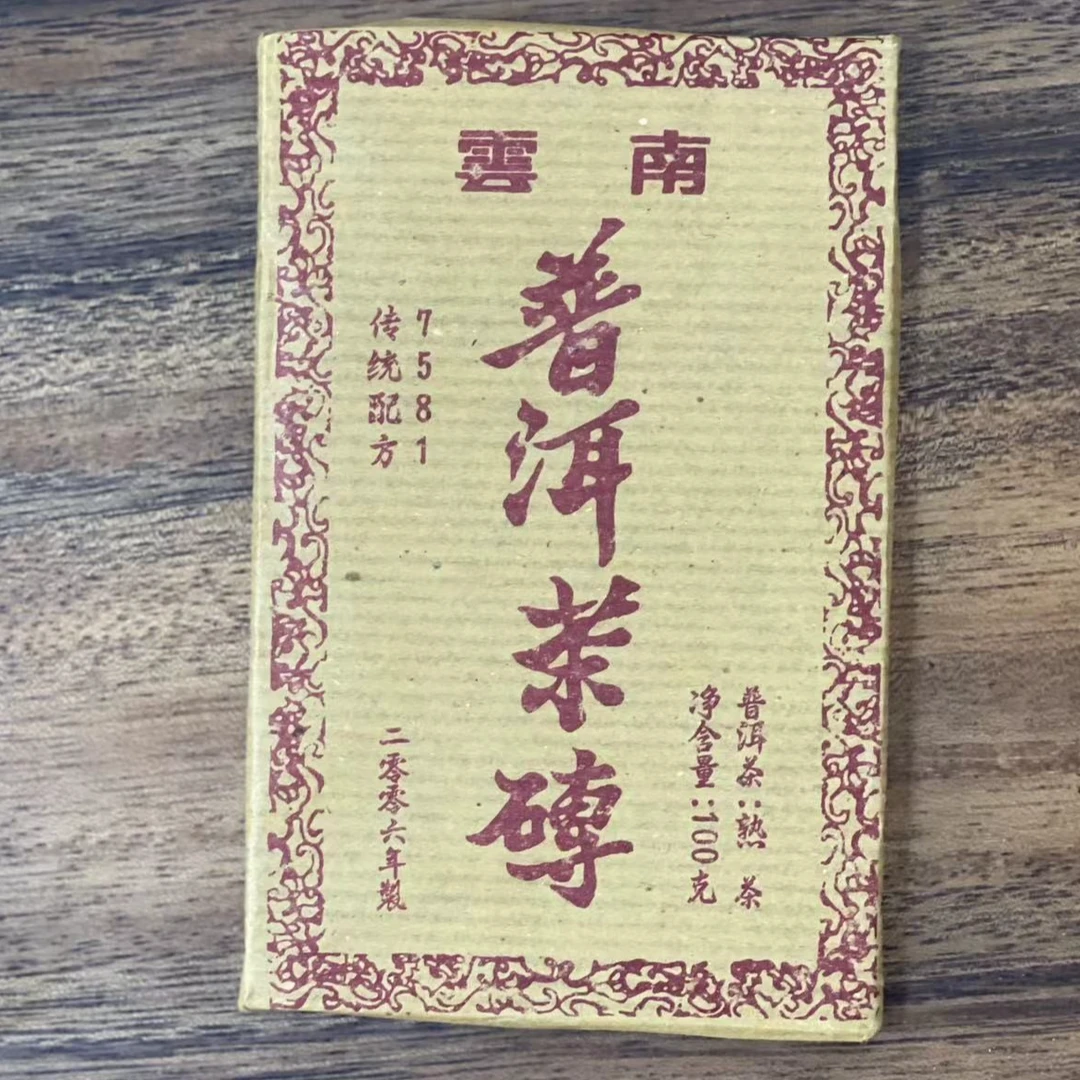 雲南
普洱茶磚
7581
传统配方
二零零六年製
普洱茶:熟茶
净含量:100克